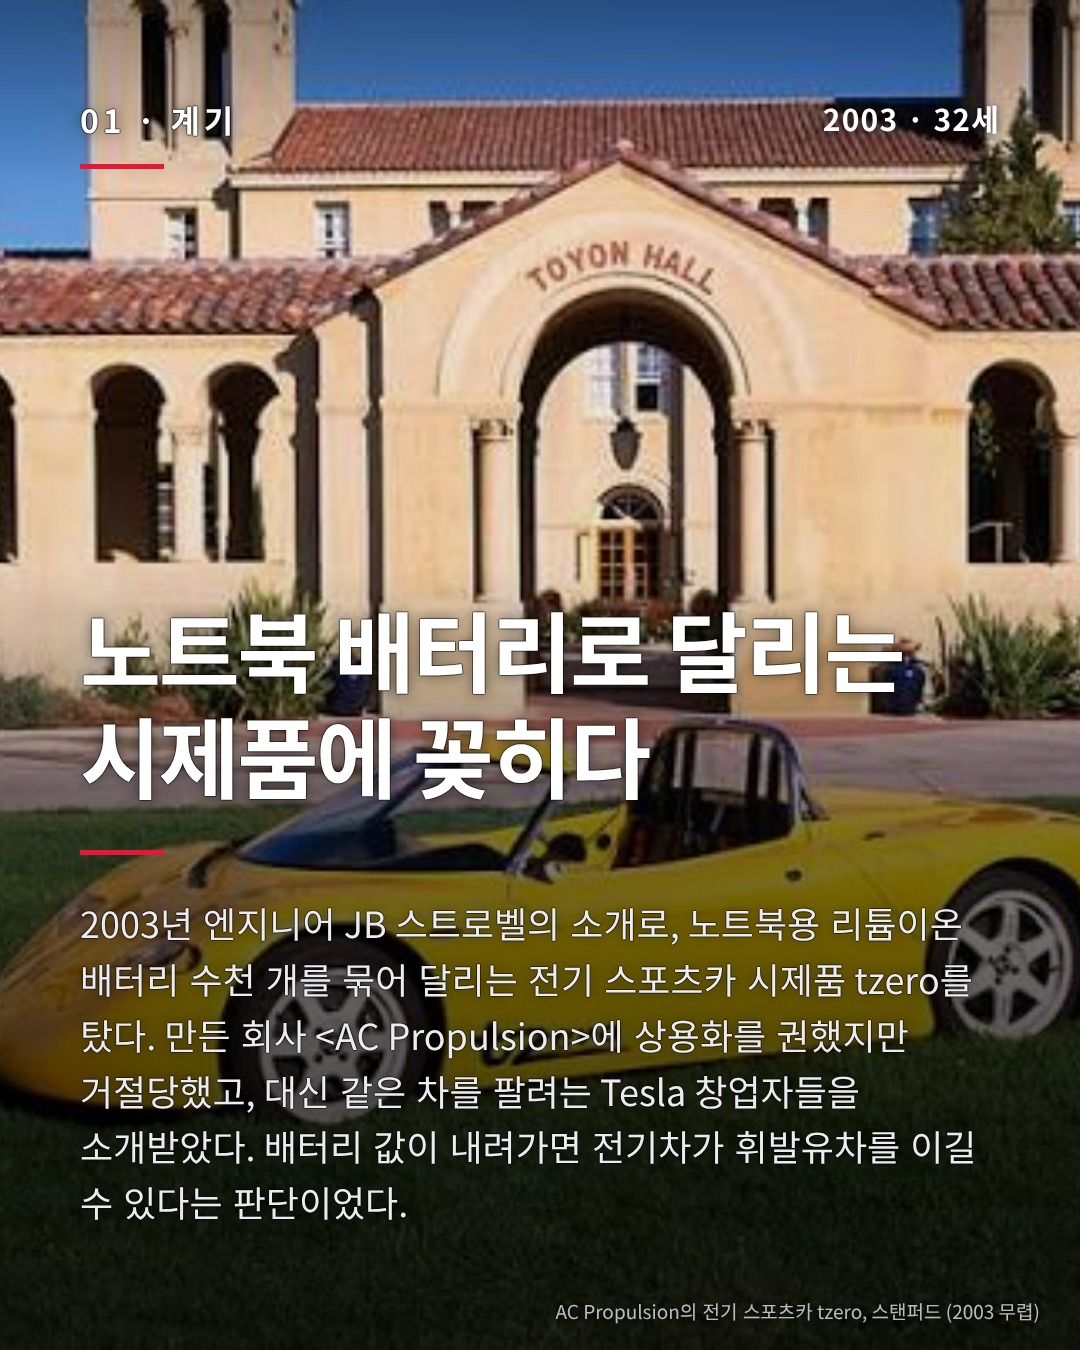 01 · 계기
2003 · 32세
TOYON HALL
노트북 배터리로 달리는
시제품에 꽂히다
2003년 엔지니어 JB 스트로벨의 소개로, 노트북용 리튬이온
배터리 수천 개를 묶어 달리는 전기 스포츠카 시제품 tzero를
탔다. 만든 회사 <AC Propulsion>에 상용화를 권했지만
거절당했고, 대신 같은 차를 팔려는 Tesla 창업자들을
소개받았다. 배터리 값이 내려가면 전기차가 휘발유차를 이길
수 있다는 판단이었다.
AC Propulsion의 전기 스포츠카 tzero, 스탠퍼드 (2003 무렵)